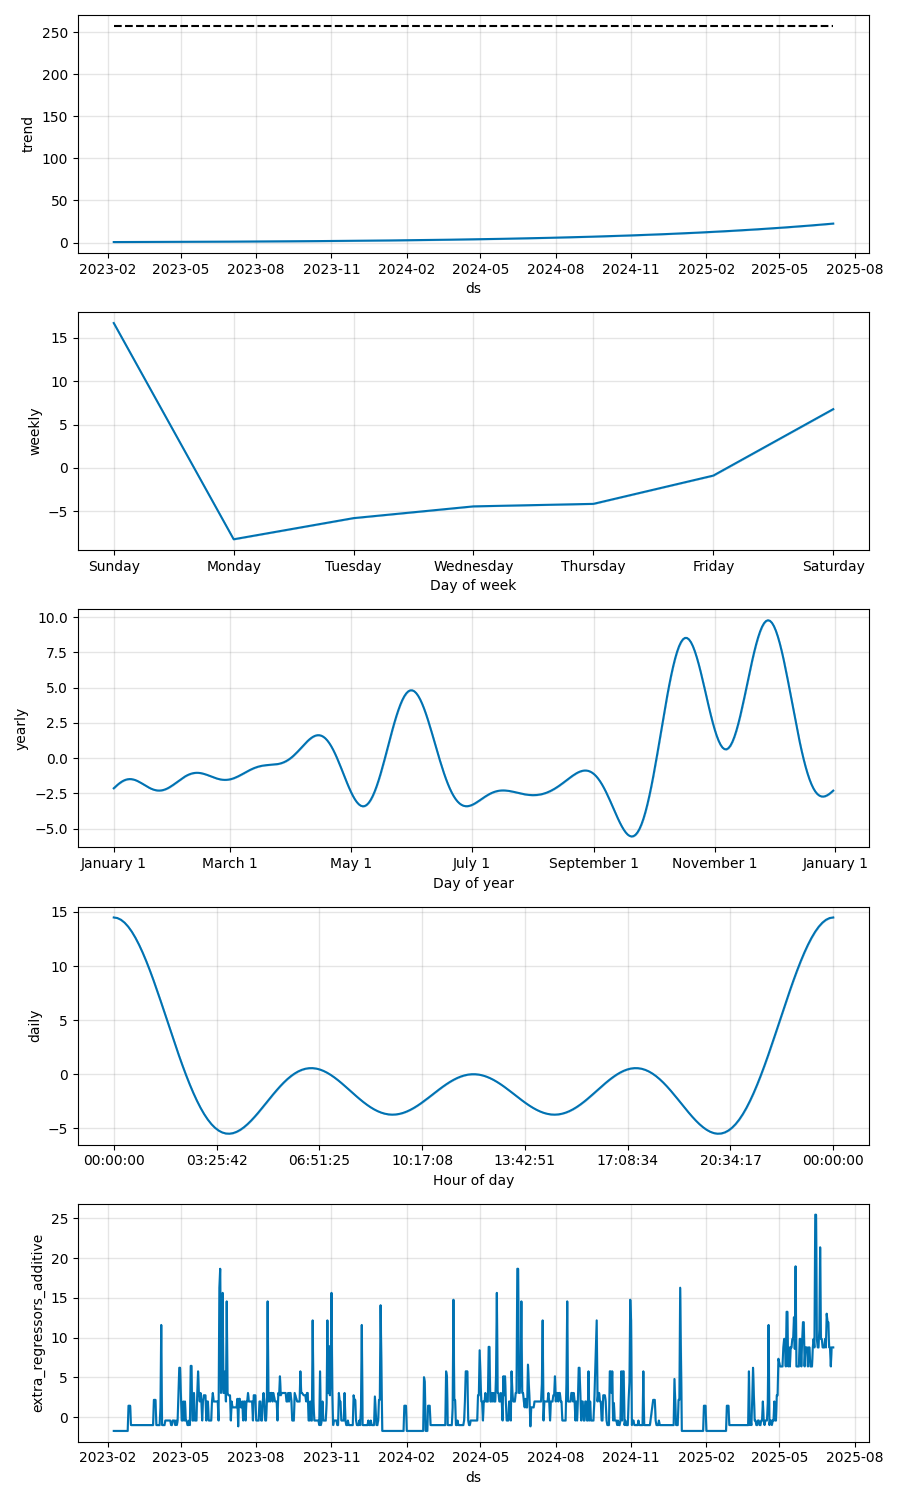 trend
250
200
150
100
50
0
2023-02 2023-05 2023-08 2023-11 2024-02 2024-05 2024-08 2024-11 2025-02 2025-05 2025-08
ds
weekly
15
10
5
0
−5
Sunday Monday Tuesday Wednesday Thursday Friday Saturday
Day of week
yearly
10.0
7.5
5.0
2.5
0.0
−2.5
−5.0
January 1 March 1 May 1 July 1 September 1 November 1 January 1
Day of year
daily
15
10
5
0
−5
00:00:00 03:25:42 06:51:25 10:17:08 13:42:51 17:08:34 20:34:17 00:00:00
Hour of day
extra_regressors_additive
25
20
15
10
5
0
2023-02 2023-05 2023-08 2023-11 2024-02 2024-05 2024-08 2024-11 2025-02 2025-05 2025-08
ds